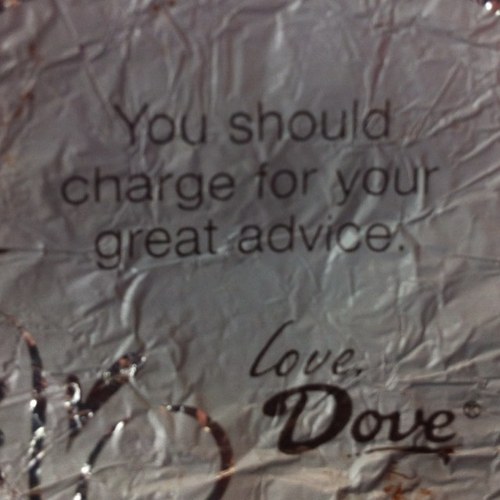 You should
charge for your
great advice.
love,
Dove®